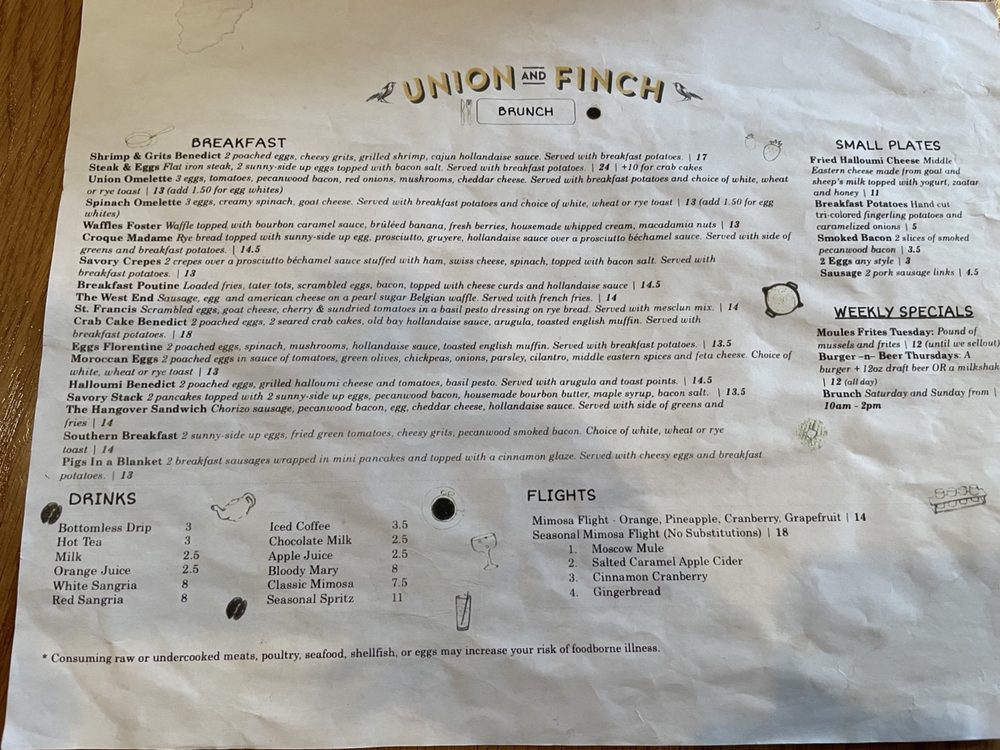 UNION AND FINCH
BRUNCH
BREAKFAST
Shrimp & Grits Benedict 2 poached eggs, cheesy grits, grilled shrimp, cajun hollandaise sauce. Served with breakfast potatoes. | 17
Steak & Eggs Flat iron steak, 2 sunny-side up eggs topped with bacon salt. Served with breakfast potatoes. | 24 | +10 for crab cakes
Union Omelette 3 eggs, tomatoes, pecanwood bacon, red onions, mushrooms, cheddar cheese. Served with breakfast potatoes and choice of white, wheat
or rye toast | 13 (add 1.50 for egg whites)
Spinach Omelette 3 eggs, creamy spinach, goat cheese. Served with breakfast potatoes and choice of white, wheat or rye toast | 13 (add 1.50 for egg
whites)
Waffles Foster Waffle topped with bourbon caramel sauce, brûléed banana, fresh berries, housemade whipped cream, macadamia nuts | 13
Croque Madame Rye bread topped with sunny-side up egg, prosciutto, gruyere, hollandaise sauce over a prosciutto béchamel sauce. Served with side of
greens and breakfast potatoes. | 14.5
Savory Crepes 2 crepes over a prosciutto béchamel sauce stuffed with ham, swiss cheese, spinach, topped with bacon salt. Served with
breakfast potatoes. | 13
Breakfast Poutine Loaded fries, tater tots, scrambled eggs, bacon, topped with cheese curds and hollandaise sauce | 14.5
The West End Sausage, egg and american cheese on a pearl sugar Belgian waffle. Served with french fries. | 14
St. Francis Scrambled eggs, goat cheese, cherry & sundried tomatoes in a basil pesto dressing on rye bread. Served with mesclun mix. | 14
Crab Cake Benedict 2 poached eggs, 2 seared crab cakes, old bay hollandaise sauce, arugula, toasted english muffin. Served with
breakfast potatoes. | 18
Eggs Florentine 2 poached eggs, spinach, mushrooms, hollandaise sauce, toasted english muffin. Served with breakfast potatoes. | 13.5
Moroccan Eggs 2 poached eggs in sauce of tomatoes, green olives, chickpeas, onions, parsley, cilantro, middle eastern spices and feta cheese. Choice of
white, wheat or rye toast | 13
Halloumi Benedict 2 poached eggs, grilled halloumi cheese and tomatoes, basil pesto. Served with arugula and toast points. | 14.5
Savory Stack 2 pancakes topped with 2 sunny-side up eggs, pecanwood bacon, housemade bourbon butter, maple syrup, bacon salt. | 13.5
The Hangover Sandwich Chorizo sausage, pecanwood bacon, egg, cheddar cheese, hollandaise sauce. Served with side of greens and
fries | 14
Southern Breakfast 2 sunny-side up eggs, fried green tomatoes, cheesy grits, pecanwood smoked bacon. Choice of white, wheat or rye
toast | 14
Pigs In a Blanket 2 breakfast sausages wrapped in mini pancakes and topped with a cinnamon glaze. Served with cheesy eggs and breakfast
potatoes. | 13
SMALL PLATES
Fried Halloumi Cheese Middle
Eastern cheese made from goat and
sheep's milk topped with yogurt, zaatar
and honey | 11
Breakfast Potatoes Hand cut
tri-colored fingerling potatoes and
caramelized onions | 5
Smoked Bacon 2 slices of smoked
pecanwood bacon | 3.5
2 Eggs any style | 3
Sausage 2 pork sausage links | 4.5
WEEKLY SPECIALS
Moules Frites Tuesday: Pound of
mussels and frites | 12 (until we sellout)
Burger -n- Beer Thursdays: A
burger + 12oz draft beer OR a milkshak
| 12 (all day)
Brunch Saturday and Sunday from |
10am - 2pm
DRINKS
Bottomless Drip 3
Hot Tea 3
Milk 2.5
Orange Juice 2.5
White Sangria 8
Red Sangria 8
Iced Coffee 3.5
Chocolate Milk 2.5
Apple Juice 2.5
Bloody Mary 8
Classic Mimosa 7.5
Seasonal Spritz 11
FLIGHTS
Mimosa Flight - Orange, Pineapple, Cranberry, Grapefruit | 14
Seasonal Mimosa Flight (No Substitutions) | 18
1. Moscow Mule
2. Salted Caramel Apple Cider
3. Cinnamon Cranberry
4. Gingerbread
* Consuming raw or undercooked meats, poultry, seafood, shellfish, or eggs may increase your risk of foodborne illness.